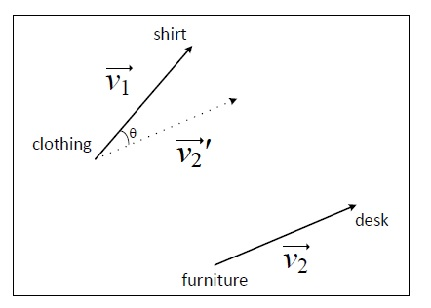 shirt
v₁
θ
clothing
v₂'
desk
v₂
furniture